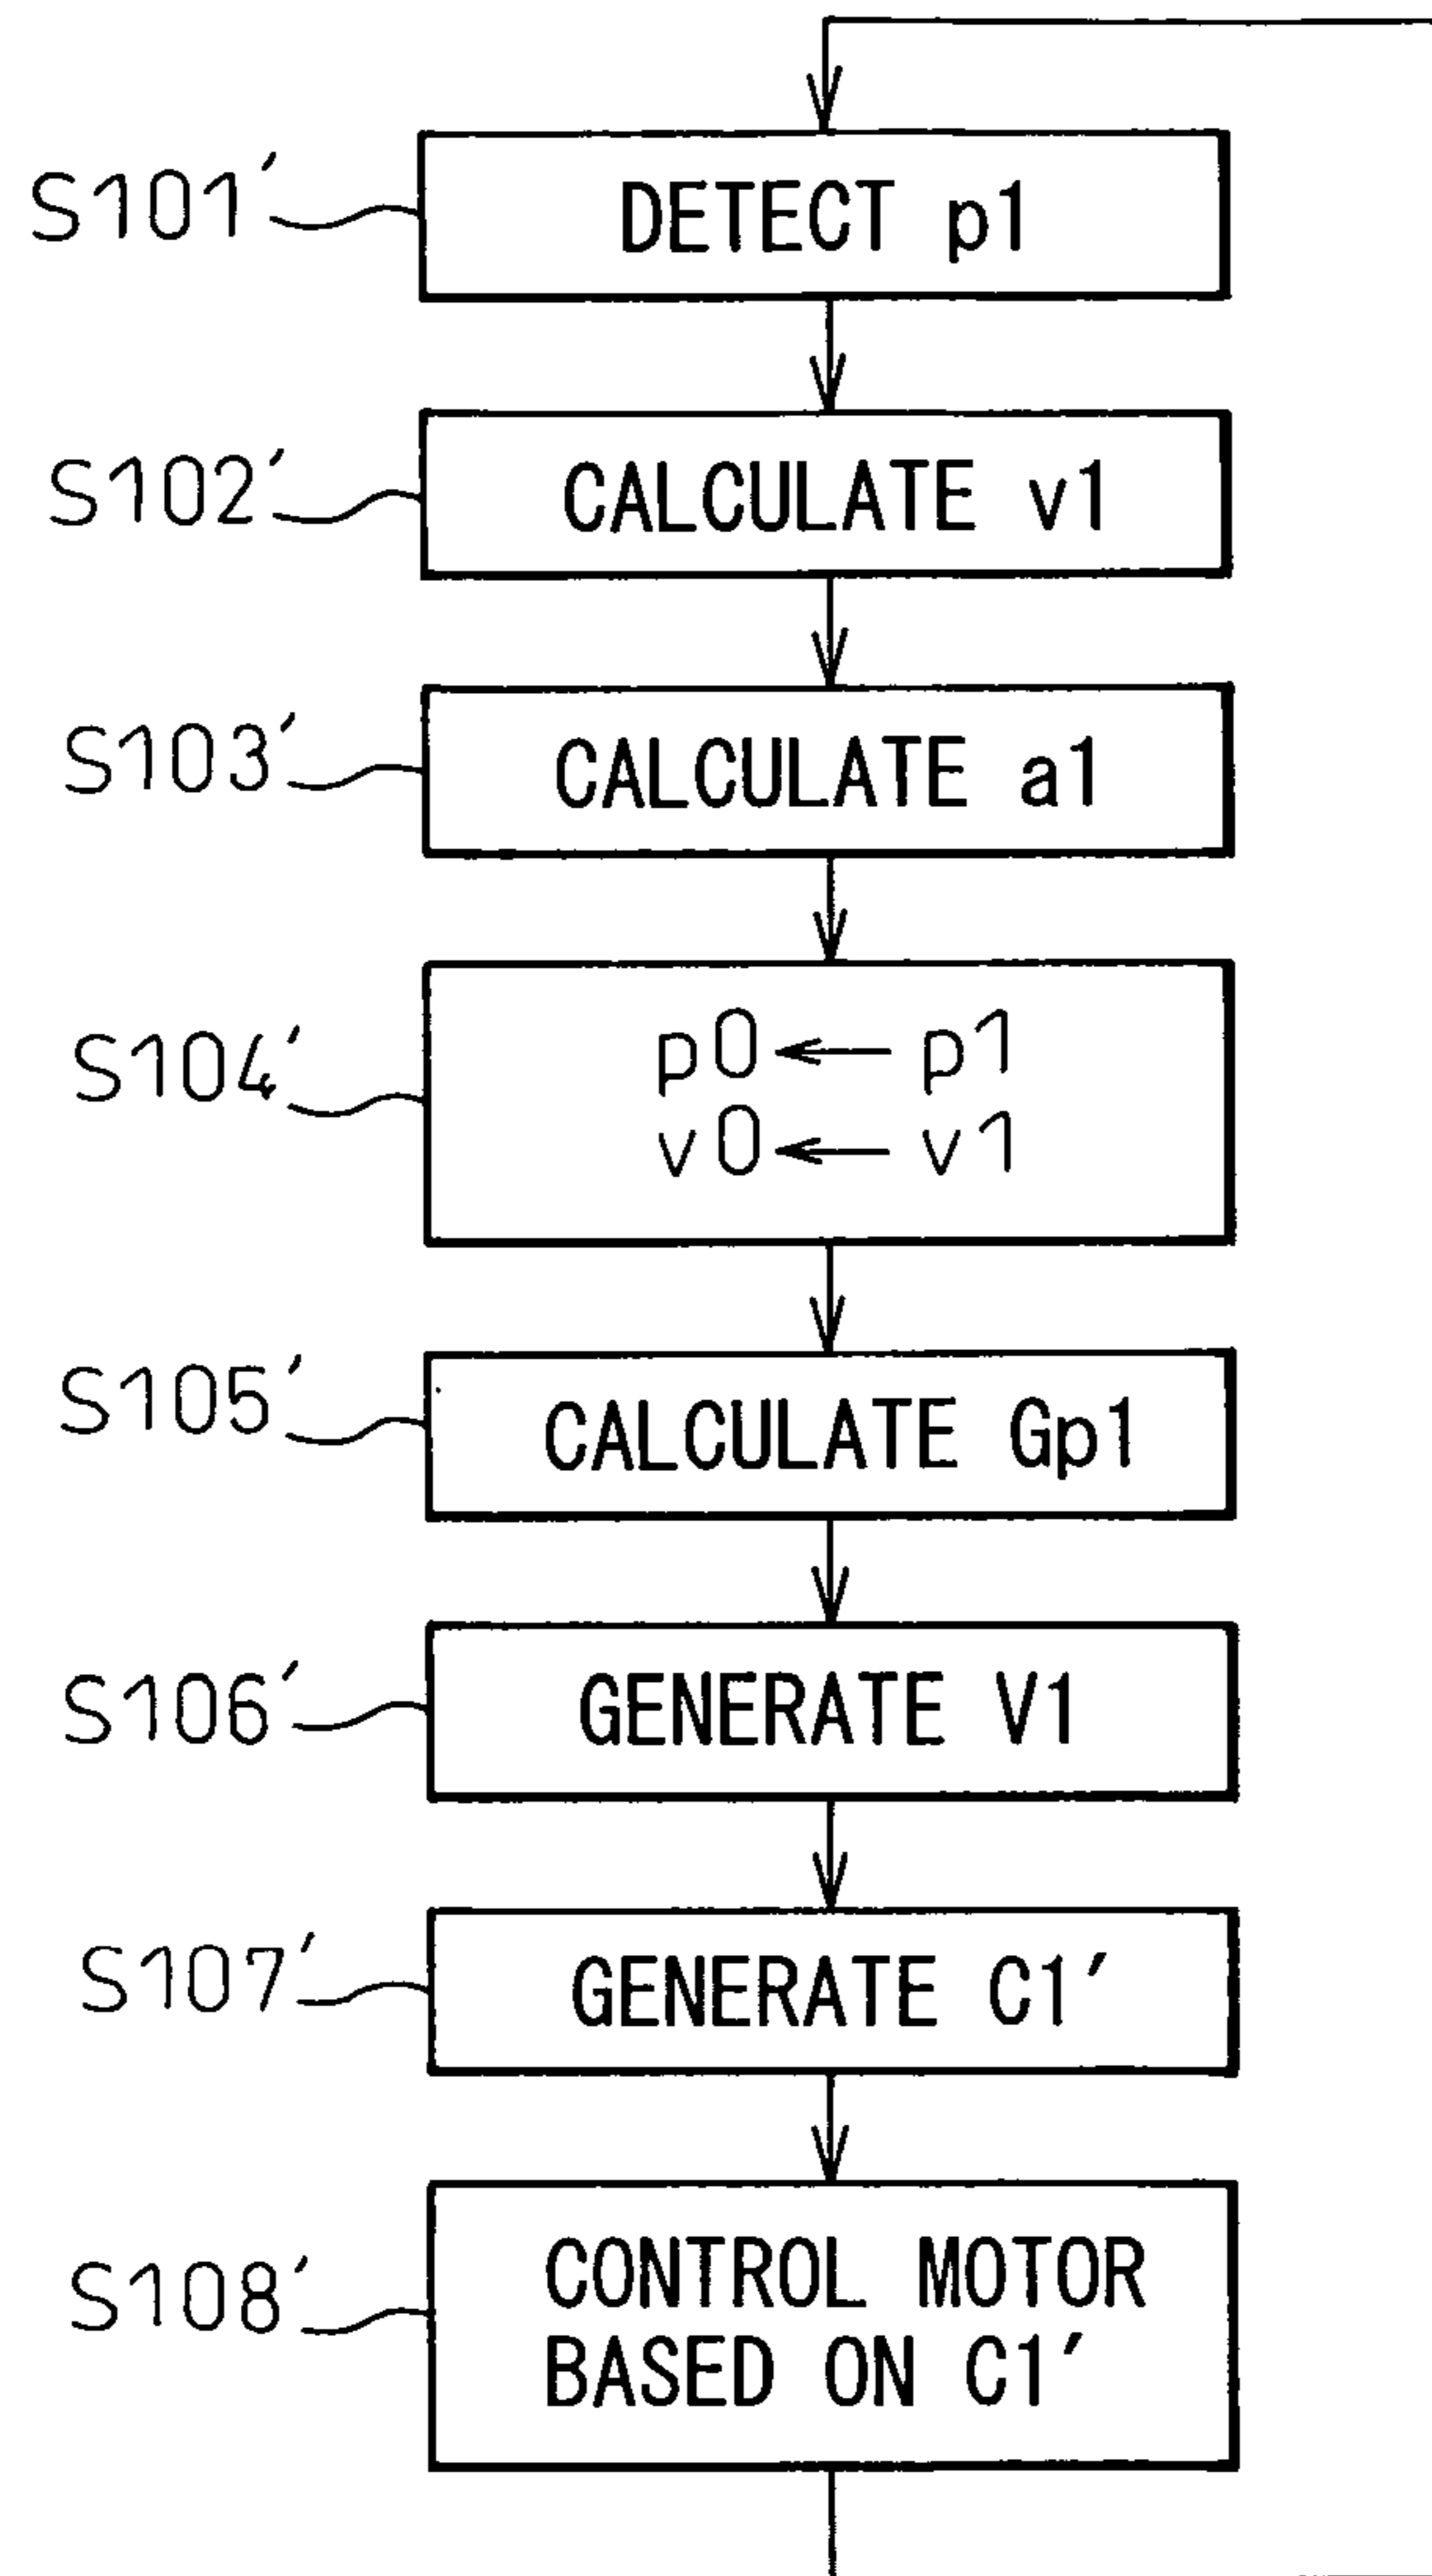 S101′ DETECT p1
S102′ CALCULATE v1
S103′ CALCULATE a1
S104′ p0 ← p1
v0 ← v1
S105′ CALCULATE Gp1
S106′ GENERATE V1
S107′ GENERATE C1′
S108′ CONTROL MOTOR
BASED ON C1′